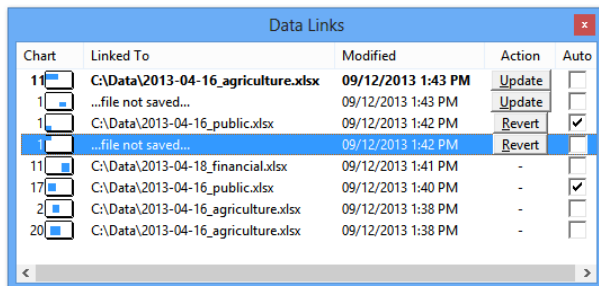 Data Links x
Chart Linked To Modified Action Auto
11 C:\Data\2013-04-16_agriculture.xlsx 09/12/2013 1:43 PM Update
1 ...file not saved... 09/12/2013 1:43 PM Update
1 C:\Data\2013-04-16_public.xlsx 09/12/2013 1:42 PM Revert
1 ...file not saved... 09/12/2013 1:42 PM Revert
11 C:\Data\2013-04-18_financial.xlsx 09/12/2013 1:41 PM -
17 C:\Data\2013-04-16_public.xlsx 09/12/2013 1:40 PM -
2 C:\Data\2013-04-16_agriculture.xlsx 09/12/2013 1:38 PM -
20 C:\Data\2013-04-16_agriculture.xlsx 09/12/2013 1:38 PM -